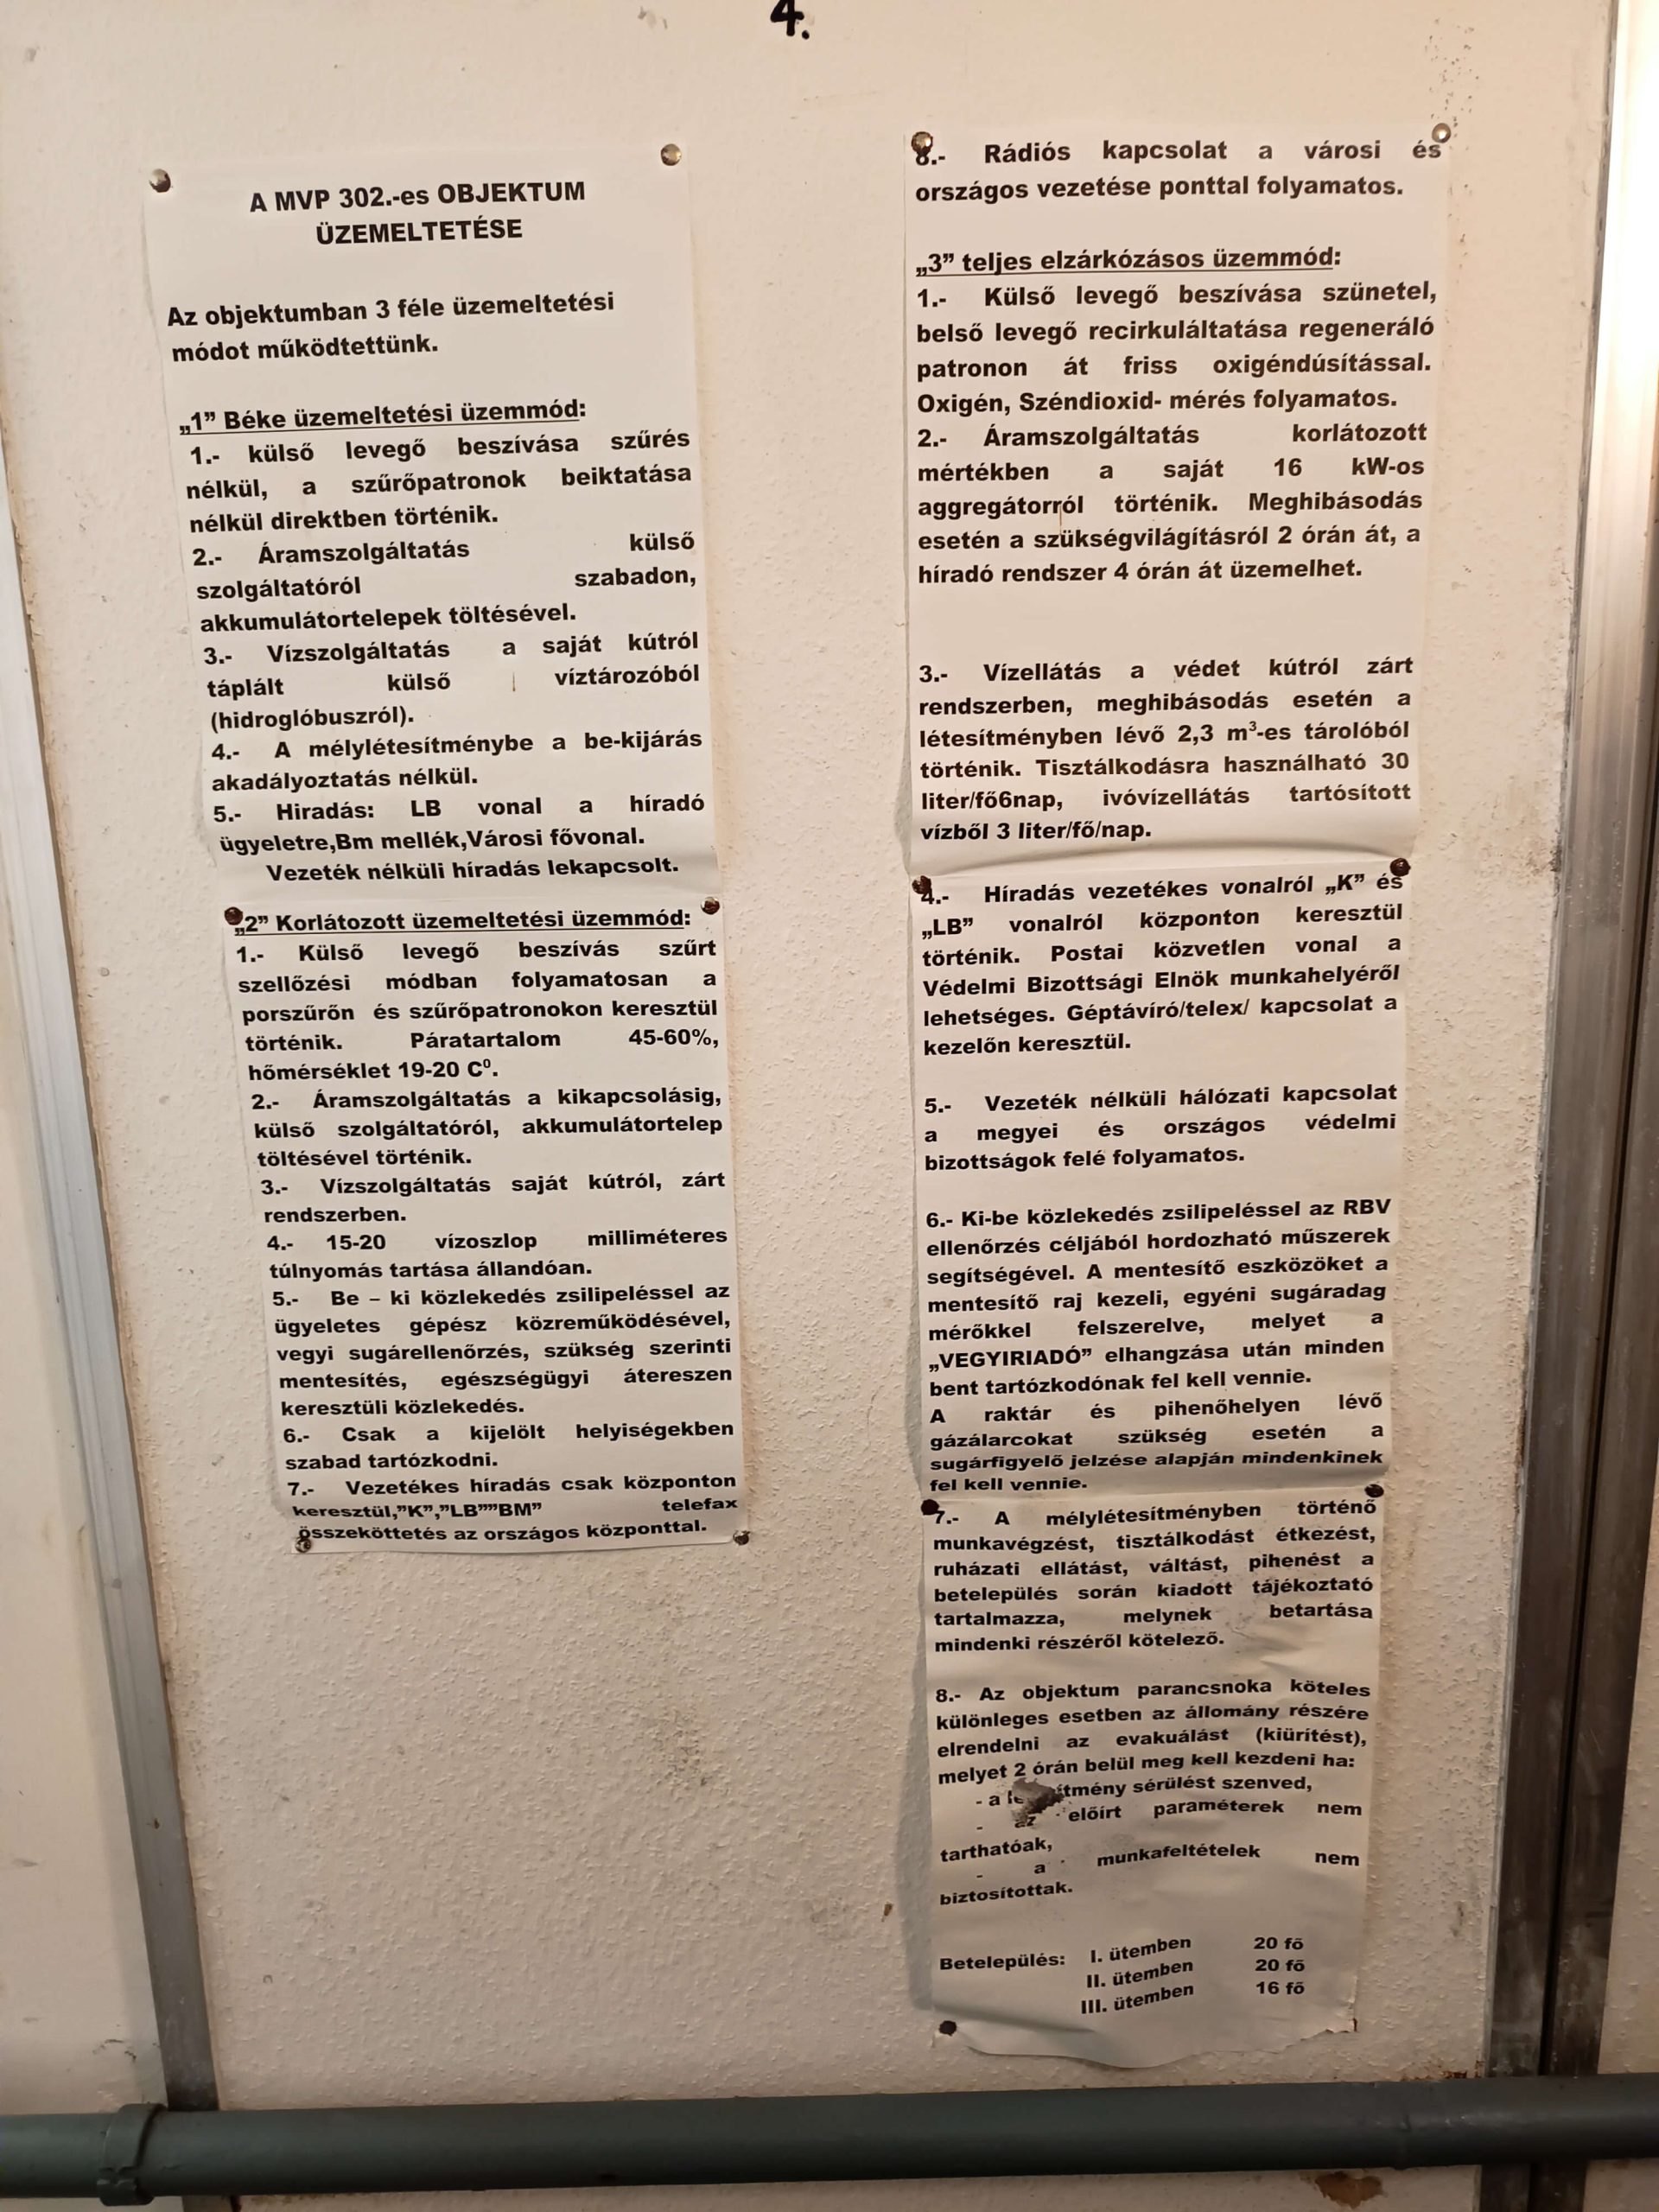 4.
A MVP 302.-es OBJEKTUM
ÜZEMELTETÉSE
Az objektumban 3 féle üzemeltetési
módot működtettünk.
„1” Béke üzemeltetési üzemmód:
1.- külső levegő beszívása szűrés
nélkül, a szűrőpatronok beiktatása
nélkül direktben történik.
2.- Áramszolgáltatás külső
szolgáltatóról szabadon,
akkumulátortelepek töltésével.
3.- Vízszolgáltatás a saját kútról
táplált külső víztározóból
(hidroglóbuszról).
4.- A mélylétesítménybe a be-kijárás
akadályoztatás nélkül.
5.- Hiradás: LB vonal a híradó
ügyeletre,Bm mellék,Városi fővonal.
Vezeték nélküli híradás lekapcsolt.
„2” Korlátozott üzemeltetési üzemmód:
1.- Külső levegő beszívás szűrt
szellőzési módban folyamatosan a
porszűrőn és szűrőpatronokon keresztül
történik. Páratartalom 45-60%,
hőmérséklet 19-20 C⁰.
2.- Áramszolgáltatás a kikapcsolásig,
külső szolgáltatóról, akkumulátortelep
töltésével történik.
3.- Vízszolgáltatás saját kútról, zárt
rendszerben.
4.- 15-20 vízoszlop milliméteres
túlnyomás tartása állandóan.
5.- Be – ki közlekedés zsilipeléssel az
ügyeletes gépész közreműködésével,
vegyi sugárellenőrzés, szükség szerinti
mentesítés, egészségügyi átereszen
keresztüli közlekedés.
6.- Csak a kijelölt helyiségekben
szabad tartózkodni.
7.- Vezetékes híradás csak központon
keresztül,”K”,”LB””BM” telefax
összeköttetés az országos központtal.
8.- Rádiós kapcsolat a városi és
országos vezetése ponttal folyamatos.
„3” teljes elzárkózásos üzemmód:
1.- Külső levegő beszívása szünetel,
belső levegő recirkuláltatása regeneráló
patronon át friss oxigéndúsítással.
Oxigén, Széndioxid- mérés folyamatos.
2.- Áramszolgáltatás korlátozott
mértékben a saját 16 kW-os
aggregátorról történik. Meghibásodás
esetén a szükségvilágításról 2 órán át, a
híradó rendszer 4 órán át üzemelhet.
3.- Vízellátás a védet kútról zárt
rendszerben, meghibásodás esetén a
létesítményben lévő 2,3 m³-es tárolóból
történik. Tisztálkodásra használható 30
liter/fő6nap, ivóvízellátás tartósított
vízből 3 liter/fő/nap.
4.- Híradás vezetékes vonalról „K” és
„LB” vonalról központon keresztül
történik. Postai közvetlen vonal a
Védelmi Bizottsági Elnök munkahelyéről
lehetséges. Géptávíró/telex/ kapcsolat a
kezelőn keresztül.
5.- Vezeték nélküli hálózati kapcsolat
a megyei és országos védelmi
bizottságok felé folyamatos.
6.- Ki-be közlekedés zsilipeléssel az RBV
ellenőrzés céljából hordozható műszerek
segítségével. A mentesítő eszközöket a
mentesítő raj kezeli, egyéni sugáradag
mérőkkel felszerelve, melyet a
„VEGYIRIADÓ” elhangzása után minden
bent tartózkodónak fel kell vennie.
A raktár és pihenőhelyen lévő
gázálarcokat szükség esetén a
sugárfigyelő jelzése alapján mindenkinek
fel kell vennie.
7.- A mélylétesítményben történő
munkavégzést, tisztálkodást étkezést,
ruházati ellátást, váltást, pihenést a
betelepülés során kiadott tájékoztató
tartalmazza, melynek betartása
mindenki részéről kötelező.
8.- Az objektum parancsnoka köteles
különleges esetben az állomány részére
elrendelni az evakuálást (kiürítést),
melyet 2 órán belül meg kell kezdeni ha:
- a sérülést szenved,
- az előírt paraméterek nem
tarthatóak,
- a munkafeltételek nem
biztosítottak.
Betelepülés: I. ütemben 20 fő
II. ütemben 20 fő
III. ütemben 16 fő